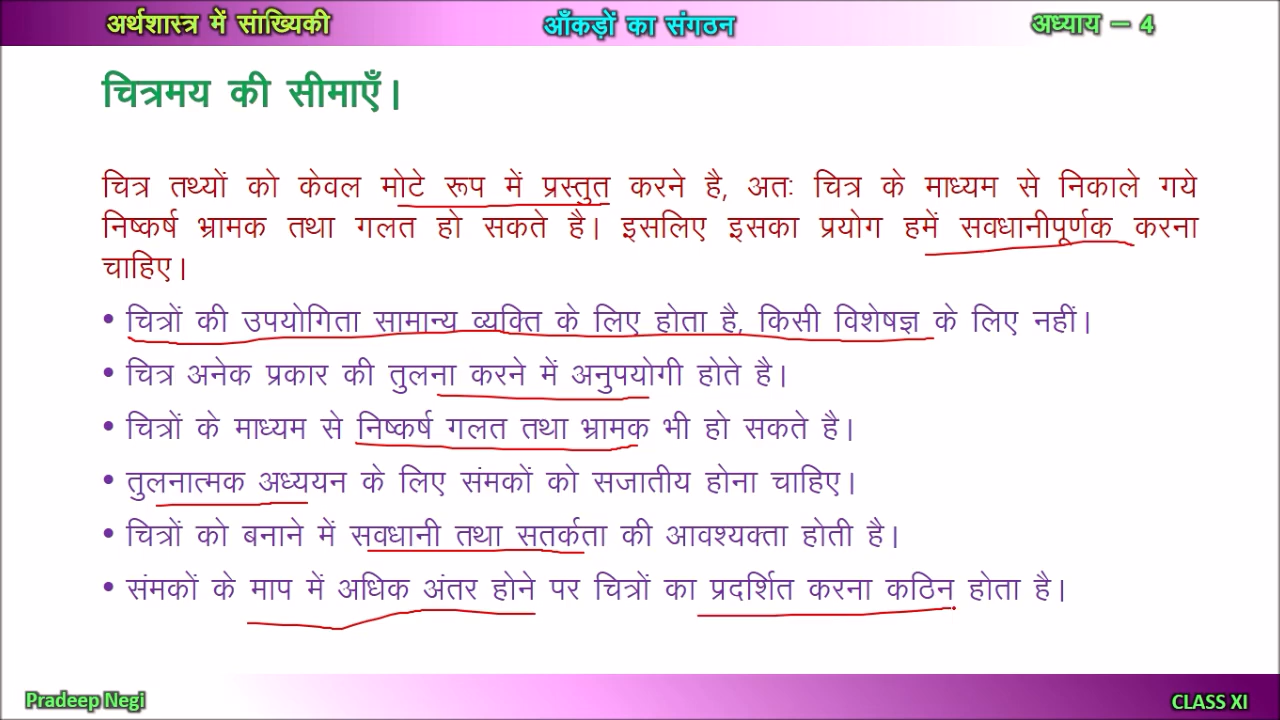 अर्थशास्त्र में सांख्यिकी
आँकड़ों का संगठन
अध्याय – 4
चित्रमय की सीमाएँ।
चित्र तथ्यों को केवल मोटे रूप में प्रस्तुत करने है, अतः चित्र के माध्यम से निकाले गये
निष्कर्ष भ्रामक तथा गलत हो सकते है। इसलिए इसका प्रयोग हमें सवधानीपूर्णक करना
चाहिए।
• चित्रों की उपयोगिता सामान्य व्यक्ति के लिए होता है, किसी विशेषज्ञ के लिए नहीं।
• चित्र अनेक प्रकार की तुलना करने में अनुपयोगी होते है।
• चित्रों के माध्यम से निष्कर्ष गलत तथा भ्रामक भी हो सकते है।
• तुलनात्मक अध्ययन के लिए संमकों को सजातीय होना चाहिए।
• चित्रों को बनाने में सवधानी तथा सतर्कता की आवश्यक्ता होती है।
• संमकों के माप में अधिक अंतर होने पर चित्रों का प्रदर्शित करना कठिन होता है।
Pradeep Negi
CLASS XI